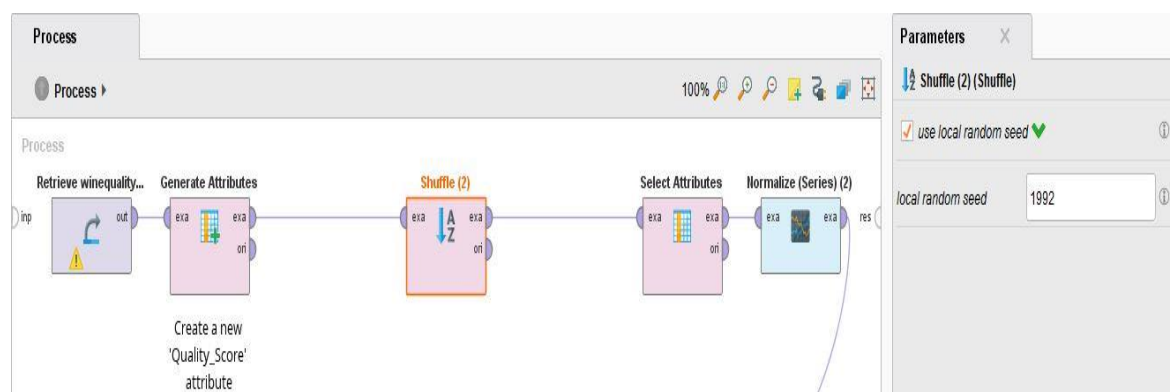 Process
Parameters
Process
100%
Shuffle (2) (Shuffle)
use local random seed
local random seed
1992
Process
Retrieve winequality...
Generate Attributes
Shuffle (2)
Select Attributes
Normalize (Series) (2)
inp
out
exa
exa
ori
exa
exa
ori
A
Z
exa
exa
ori
exa
exa
res
Create a new
'Quality_Score'
attribute